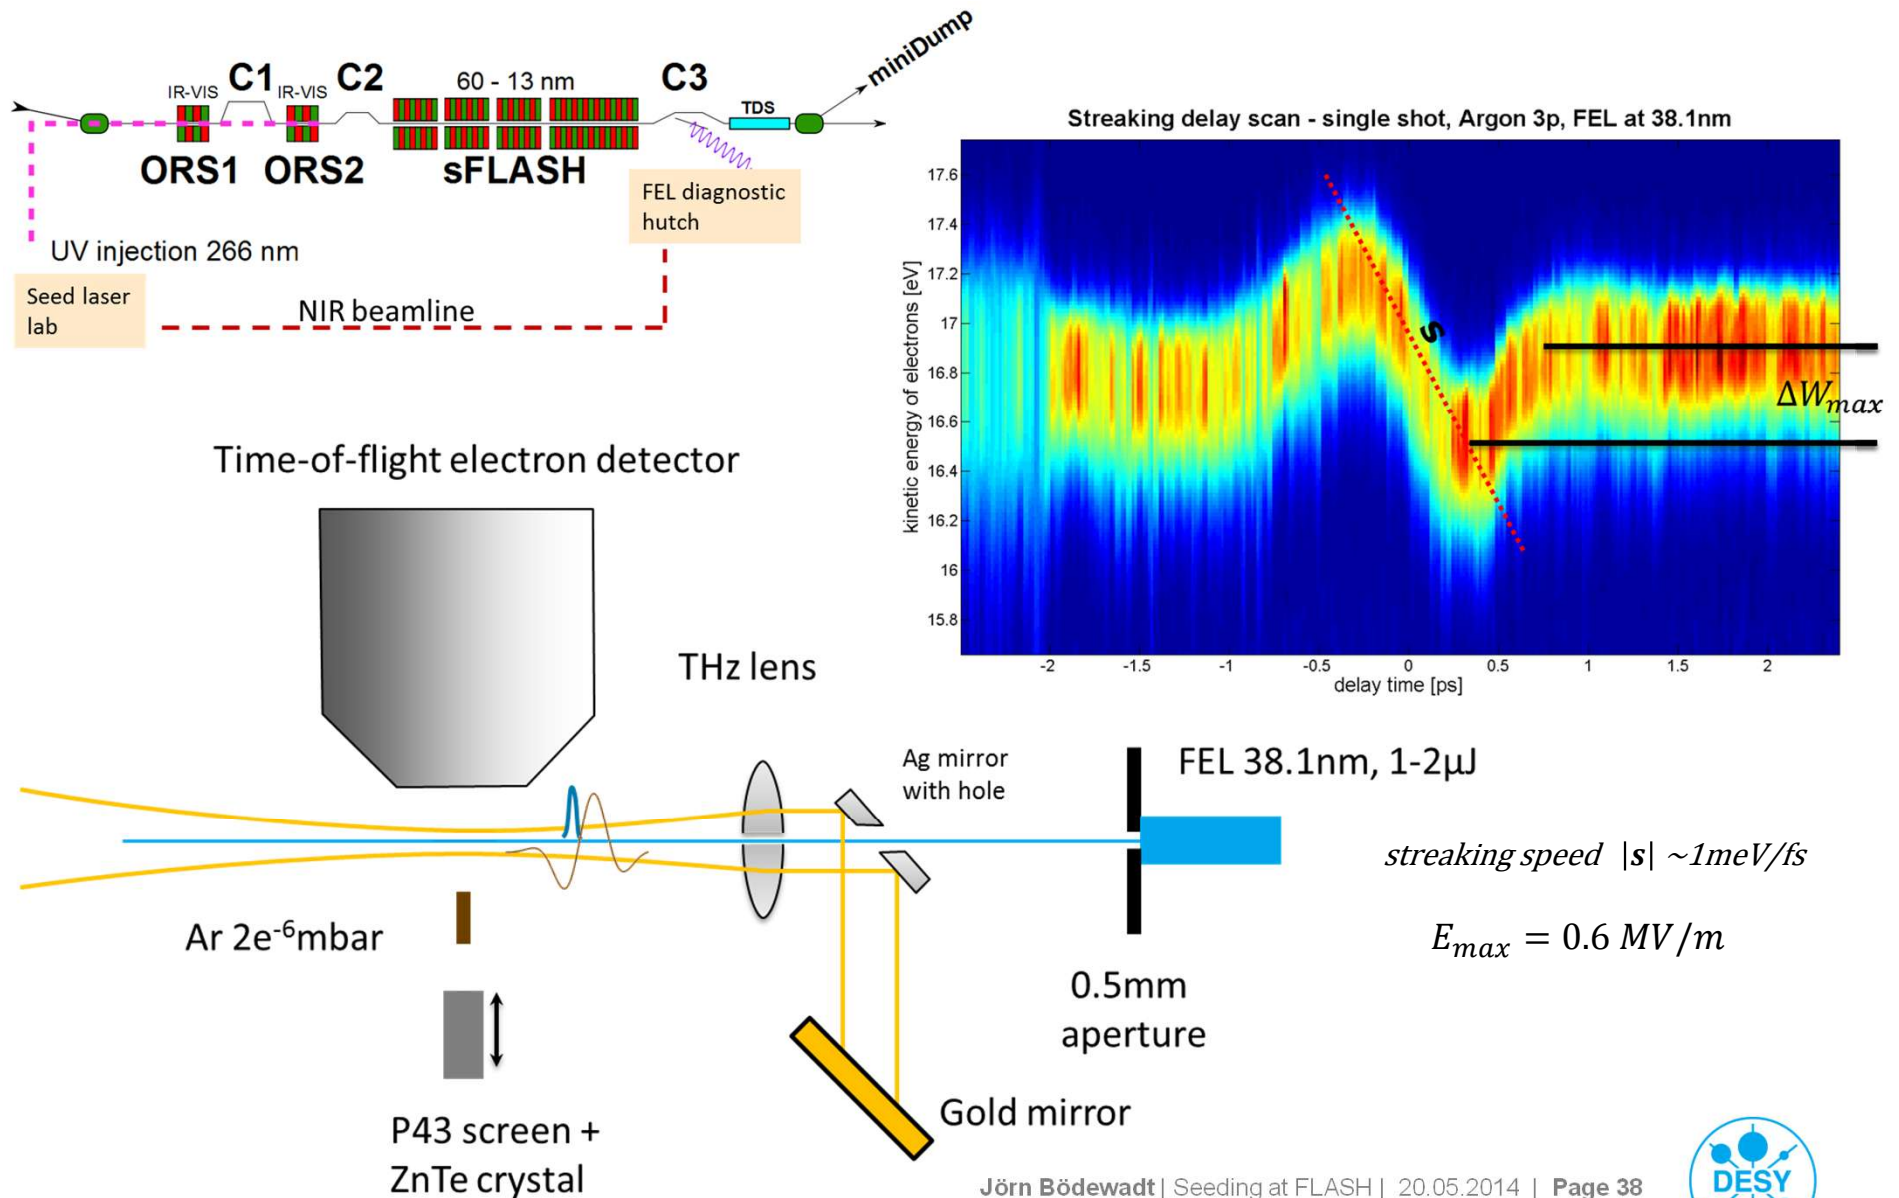 miniDump
C1
C2
60 - 13 nm
C3
IR-VIS
IR-VIS
TDS
ORS1
ORS2
sFLASH
FEL diagnostic
hutch
UV injection 266 nm
Seed laser
lab
NIR beamline
Streaking delay scan - single shot, Argon 3p, FEL at 38.1nm
kinetic energy of electrons [eV]
17.6
17.4
17.2
17
16.8
16.6
16.4
16.2
16
15.8
s
ΔW_max
-2
-1.5
-1
-0.5
0
0.5
1
1.5
2
delay time [ps]
Time-of-flight electron detector
THz lens
Ag mirror
with hole
FEL 38.1nm, 1-2µJ
streaking speed |s| ~1meV/fs
E_max = 0.6 MV/m
Ar 2e⁻⁶mbar
0.5mm
aperture
Gold mirror
P43 screen +
ZnTe crystal
Jörn Bödewadt | Seeding at FLASH | 20.05.2014 | Page 38
DESY